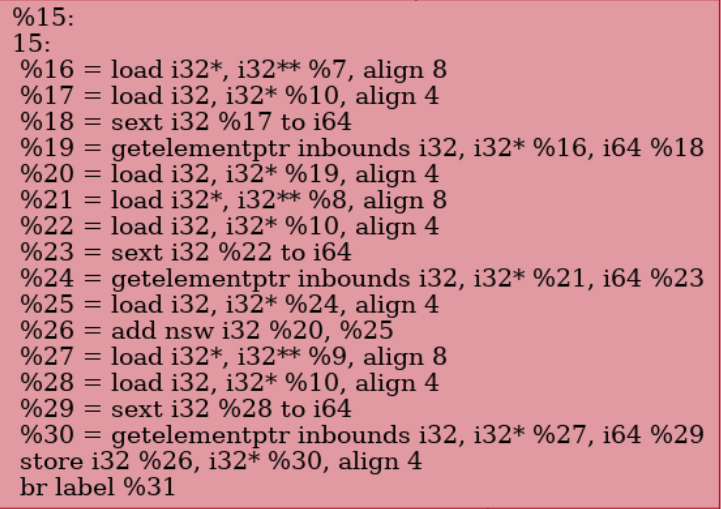 %15:
15:
%16 = load i32*, i32** %7, align 8
%17 = load i32, i32* %10, align 4
%18 = sext i32 %17 to i64
%19 = getelementptr inbounds i32, i32* %16, i64 %18
%20 = load i32, i32* %19, align 4
%21 = load i32*, i32** %8, align 8
%22 = load i32, i32* %10, align 4
%23 = sext i32 %22 to i64
%24 = getelementptr inbounds i32, i32* %21, i64 %23
%25 = load i32, i32* %24, align 4
%26 = add nsw i32 %20, %25
%27 = load i32*, i32** %9, align 8
%28 = load i32, i32* %10, align 4
%29 = sext i32 %28 to i64
%30 = getelementptr inbounds i32, i32* %27, i64 %29
store i32 %26, i32* %30, align 4
br label %31